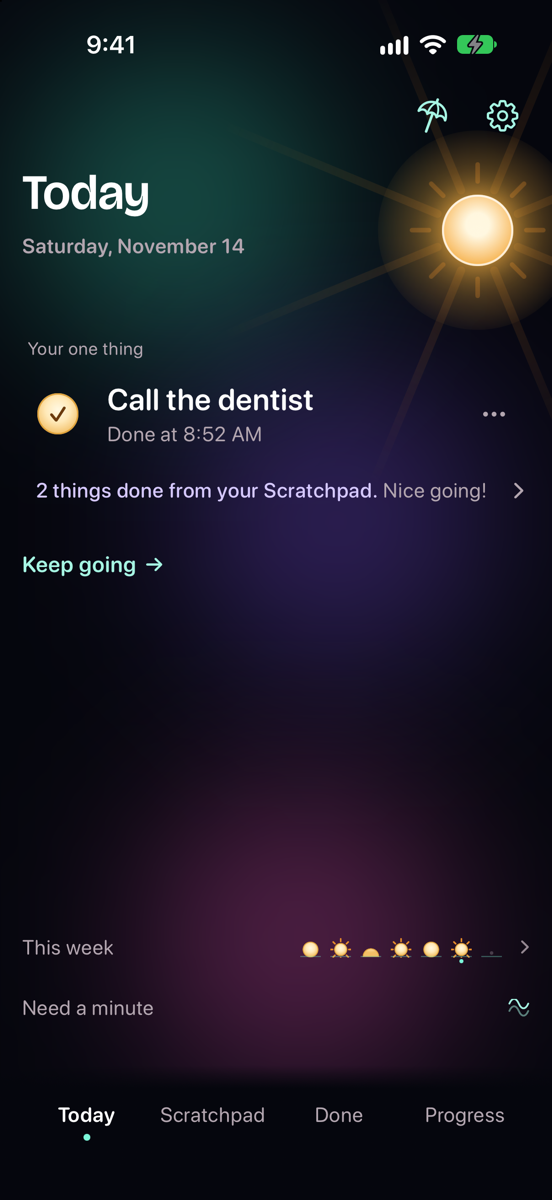 9:41
Today
Saturday, November 14
Your one thing
Call the dentist
Done at 8:52 AM
2 things done from your Scratchpad. Nice going!
Keep going →
This week
Need a minute
Today
Scratchpad
Done
Progress